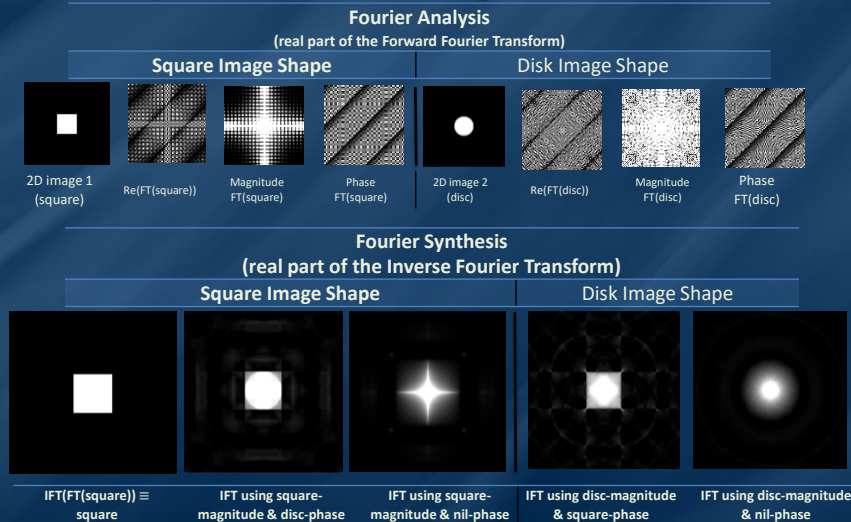 Fourier Analysis
(real part of the Forward Fourier Transform)
Square Image Shape
Disk Image Shape
2D image 1
(square)
Re(FT(square))
Magnitude
FT(square)
Phase
FT(square)
2D image 2
(disc)
Re(FT(disc))
Magnitude
FT(disc)
Phase
FT(disc)
Fourier Synthesis
(real part of the Inverse Fourier Transform)
Square Image Shape
Disk Image Shape
IFT(FT(square)) ≡
square
IFT using square-
magnitude & disc-phase
IFT using square-
magnitude & nil-phase
IFT using disc-magnitude
& square-phase
IFT using disc-magnitude
& nil-phase